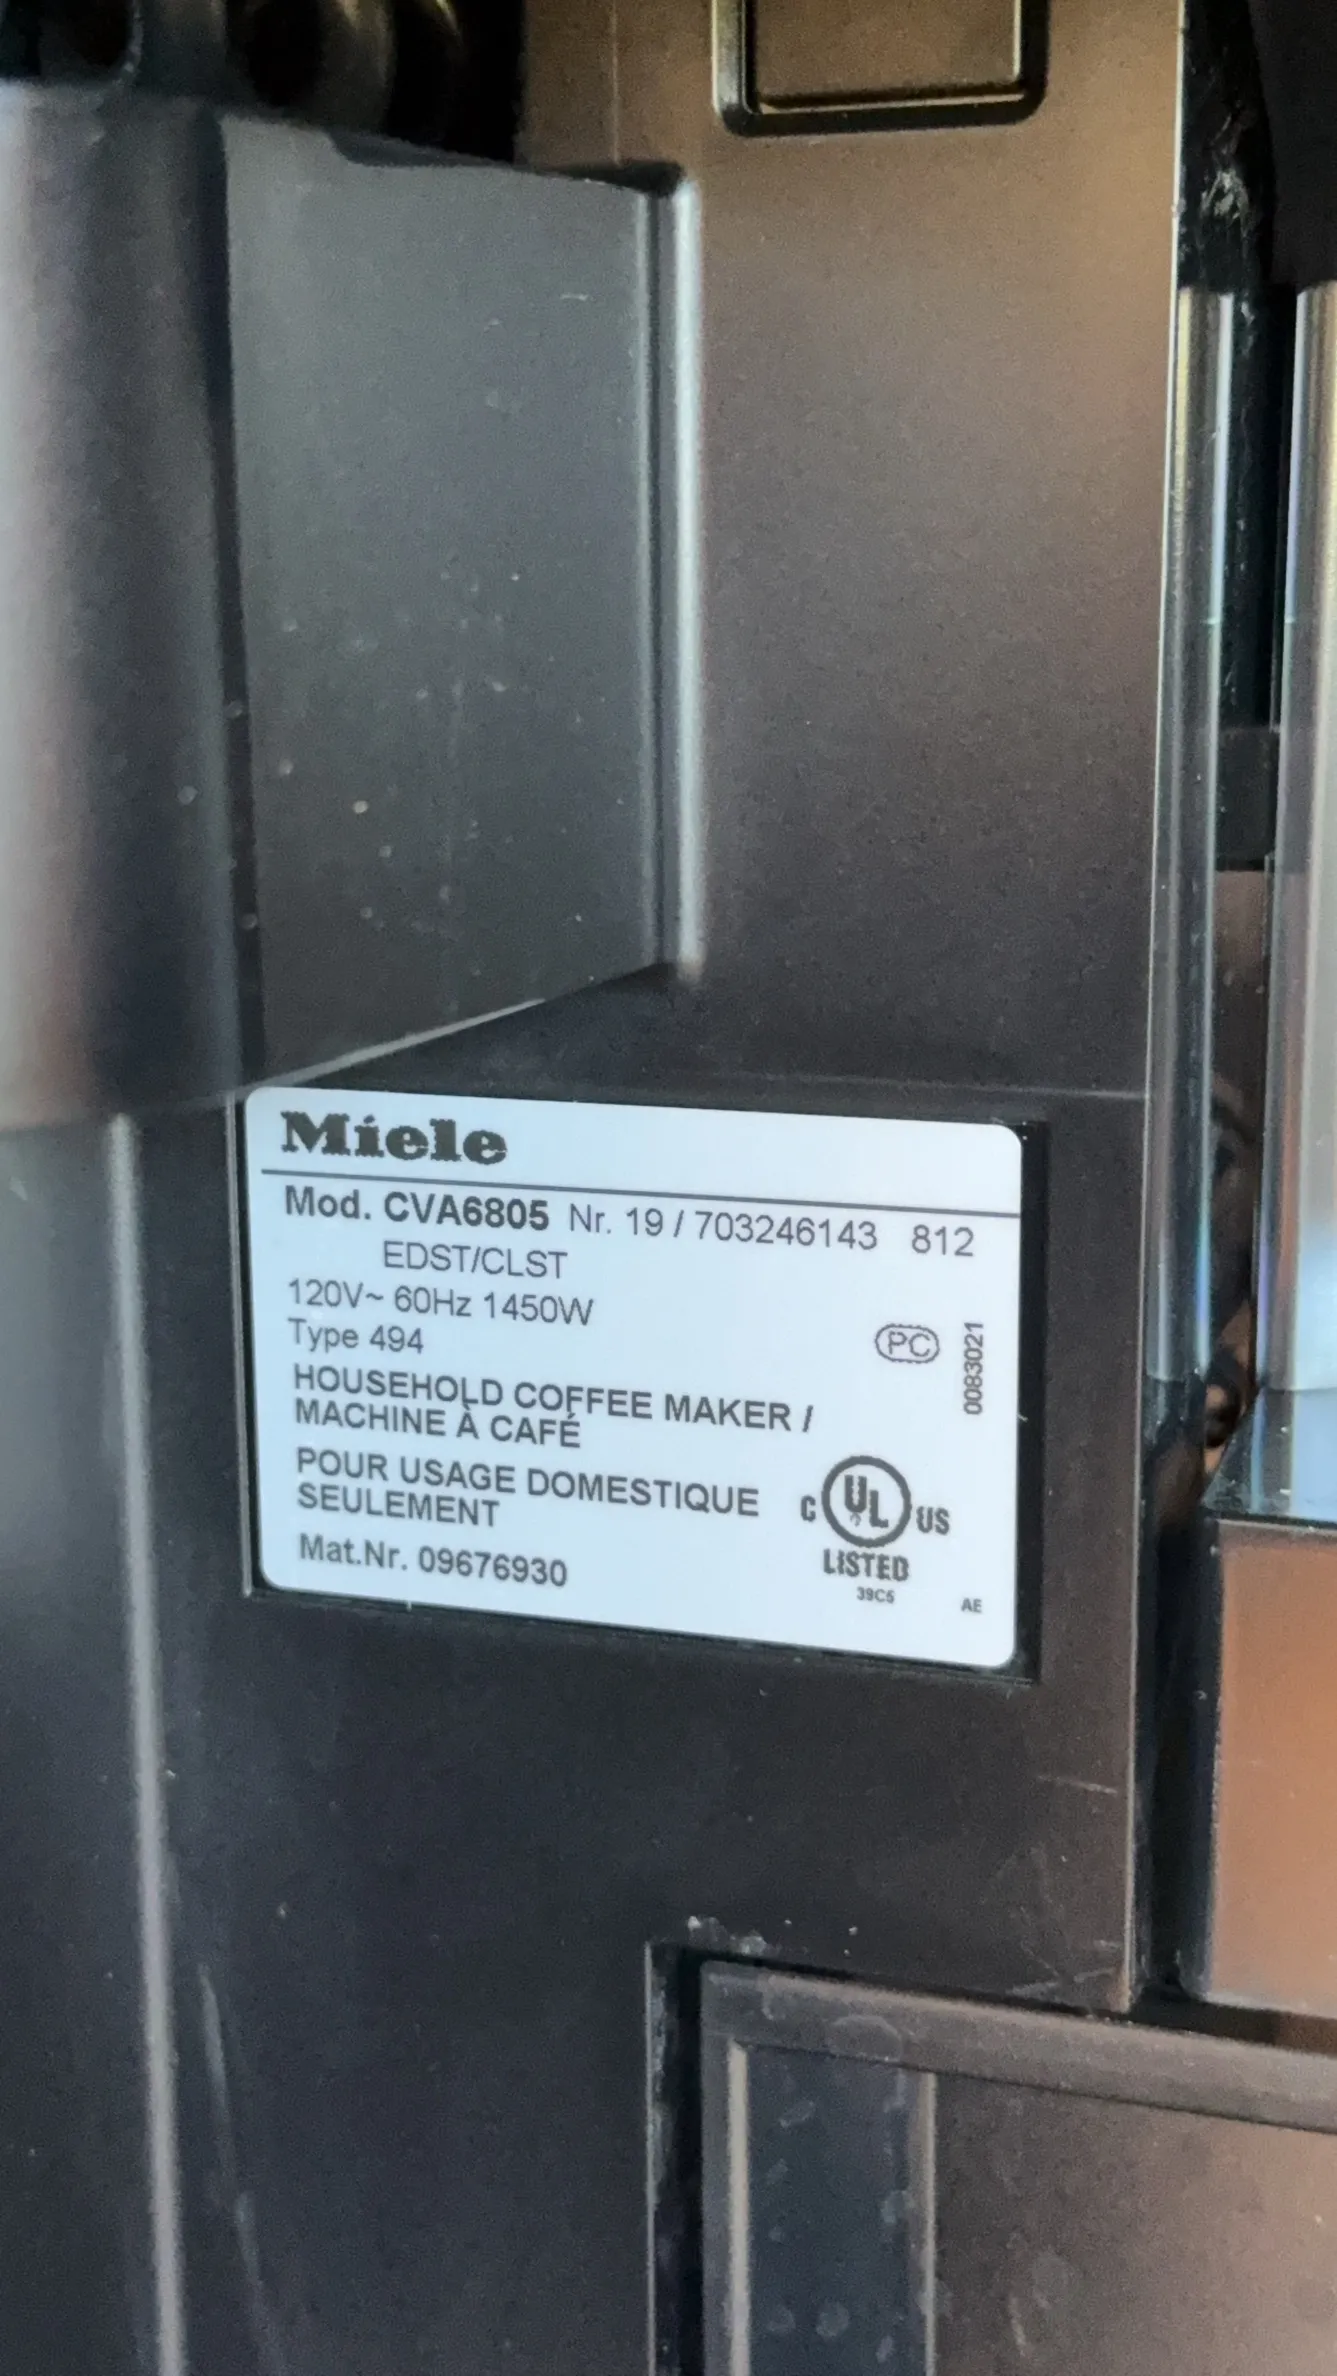 Miele
Mod. CVA6805 Nr. 19 / 703246143 812
EDST/CLST
120V~ 60Hz 1450W
Type 494
PC
0083021
HOUSEHOLD COFFEE MAKER /
MACHINE À CAFÉ
POUR USAGE DOMESTIQUE
SEULEMENT
C UL US
LISTED
39C5
Mat.Nr. 09676930
AE